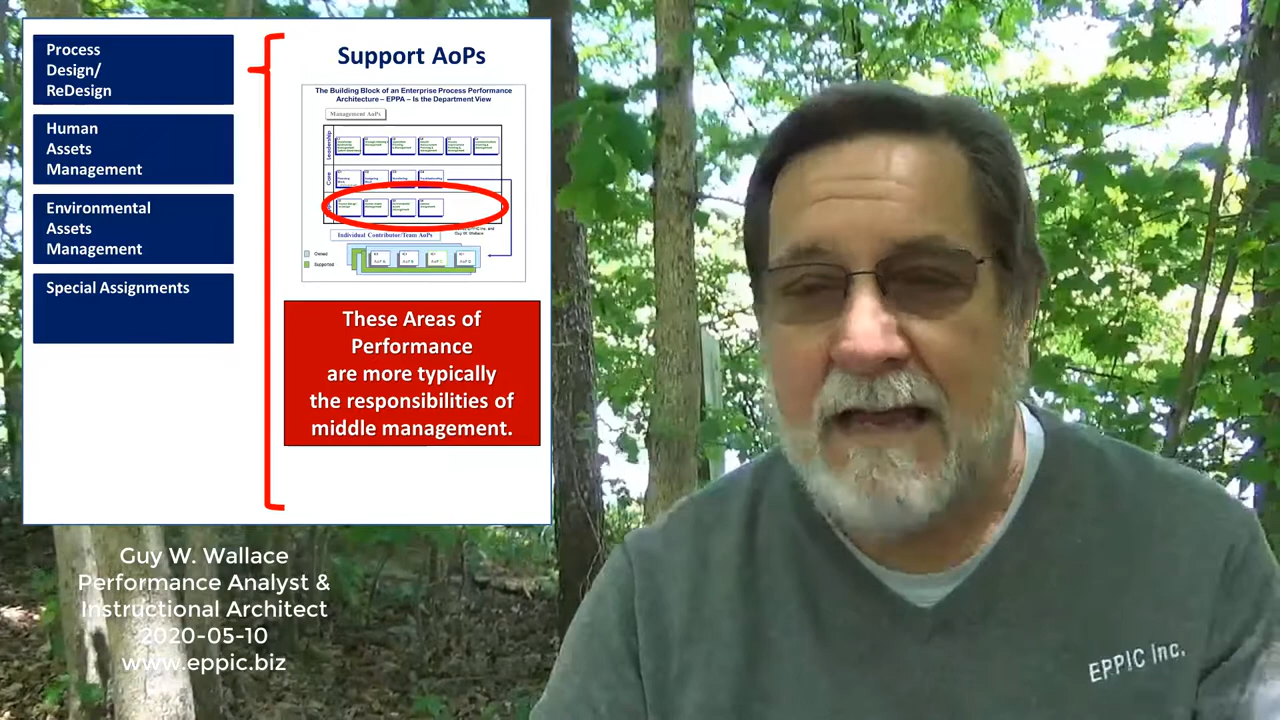 Process
Design/
ReDesign
Human
Assets
Management
Environmental
Assets
Management
Special Assignments
Support AoPs
The Building Block of an Enterprise Process Performance
Architecture – EPPA – Is the Department View
Management AoPs
Leadership
Core
Individual Contributor/Team AoPs
Guy W. Wallace
Owned
Supported
These Areas of
Performance
are more typically
the responsibilities of
middle management.
Guy W. Wallace
Performance Analyst &
Instructional Architect
2020-05-10
www.eppic.biz
EPPIC Inc.